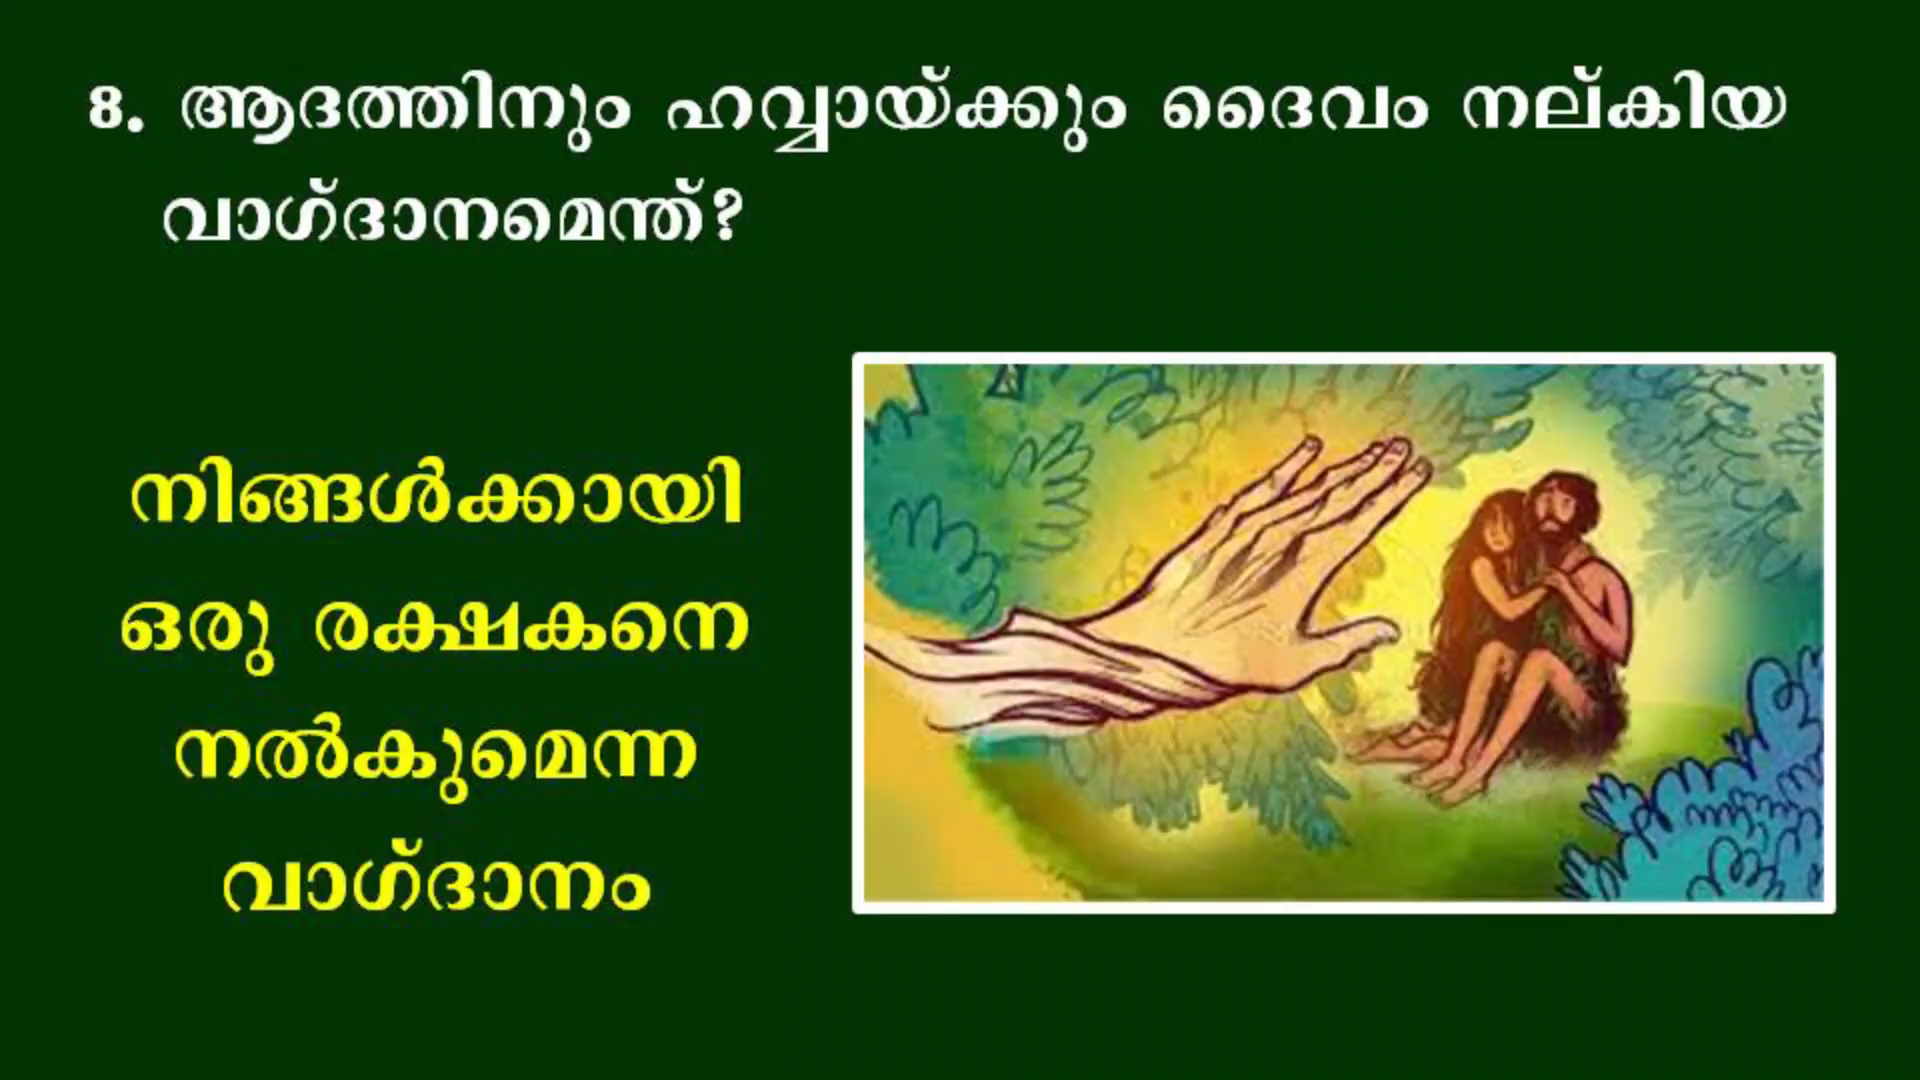 8. ആദത്തിനും ഹവ്വായ്ക്കും ദൈവം നല്കിയ
വാഗ്ദാനമെന്ത്?
നിങ്ങൾക്കായി
ഒരു രക്ഷകനെ
നൽകുമെന്ന
വാഗ്ദാനം